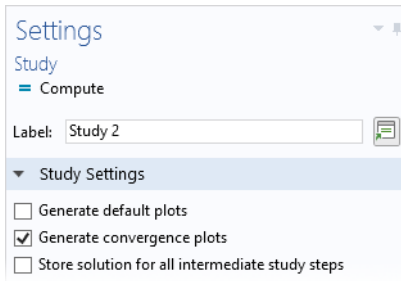 Settings
Study
= Compute
Label: Study 2
Study Settings
Generate default plots
Generate convergence plots
Store solution for all intermediate study steps